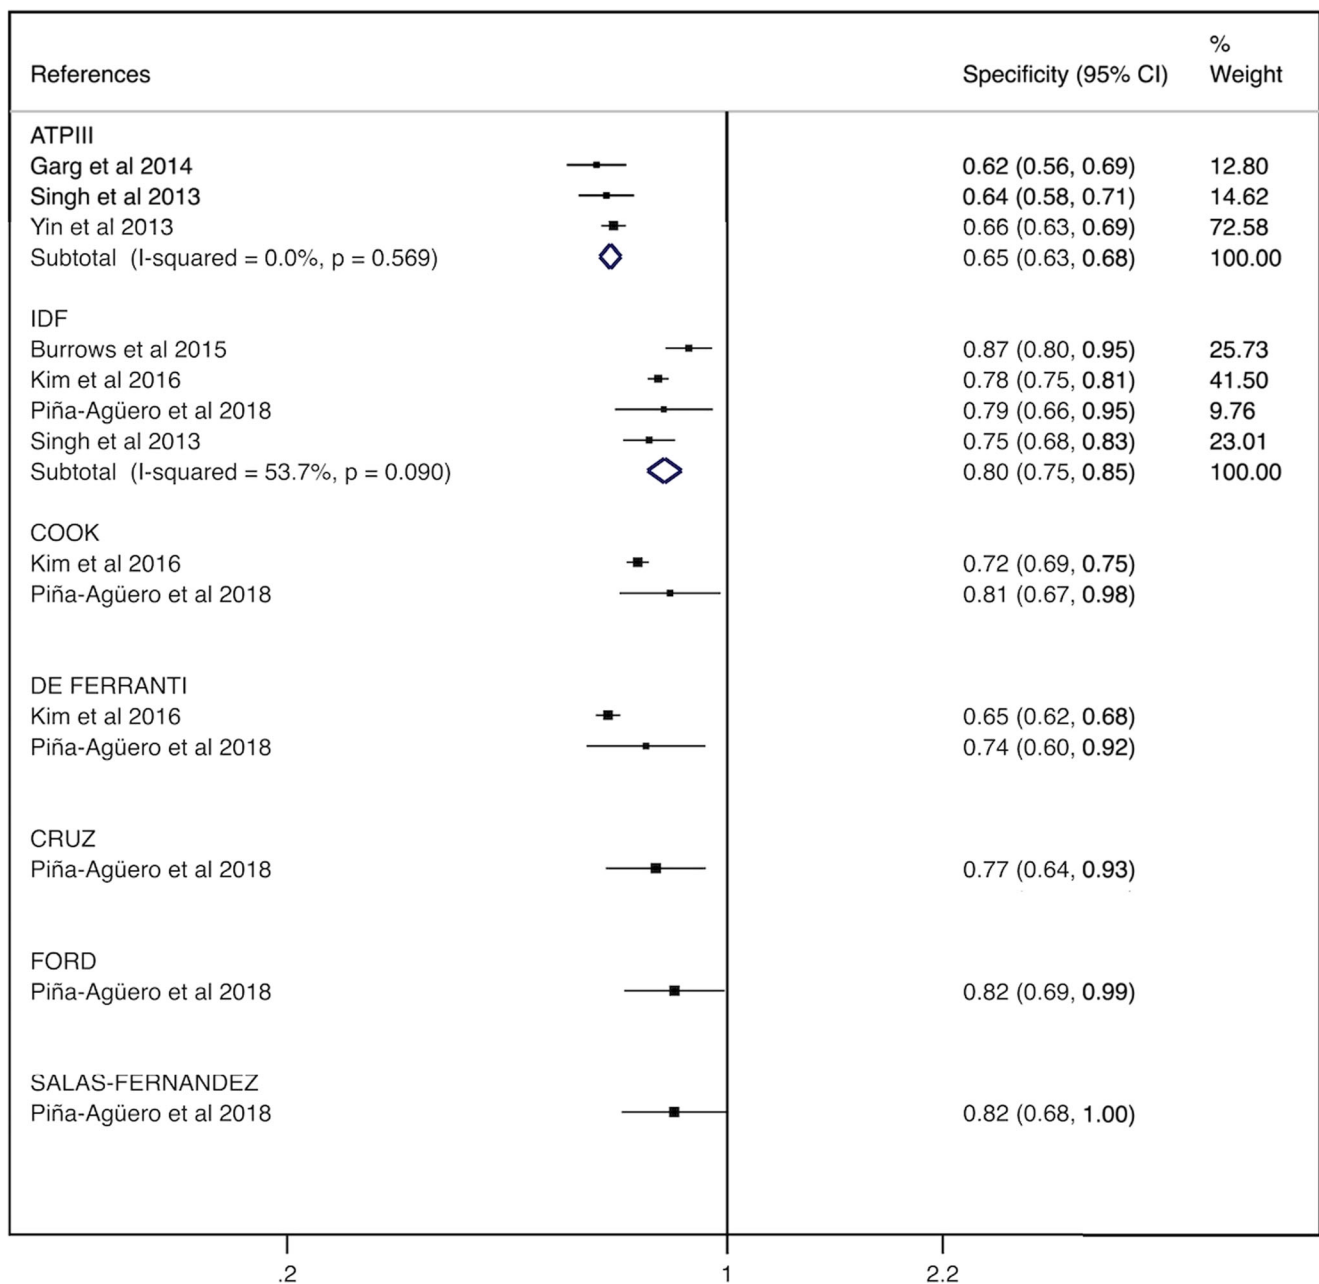 %
References Specificity (95% CI) Weight
ATPIII
Garg et al 2014 0.62 (0.56, 0.69) 12.80
Singh et al 2013 0.64 (0.58, 0.71) 14.62
Yin et al 2013 0.66 (0.63, 0.69) 72.58
Subtotal (I-squared = 0.0%, p = 0.569) 0.65 (0.63, 0.68) 100.00
IDF
Burrows et al 2015 0.87 (0.80, 0.95) 25.73
Kim et al 2016 0.78 (0.75, 0.81) 41.50
Piña-Agüero et al 2018 0.79 (0.66, 0.95) 9.76
Singh et al 2013 0.75 (0.68, 0.83) 23.01
Subtotal (I-squared = 53.7%, p = 0.090) 0.80 (0.75, 0.85) 100.00
COOK
Kim et al 2016 0.72 (0.69, 0.75)
Piña-Agüero et al 2018 0.81 (0.67, 0.98)
DE FERRANTI
Kim et al 2016 0.65 (0.62, 0.68)
Piña-Agüero et al 2018 0.74 (0.60, 0.92)
CRUZ
Piña-Agüero et al 2018 0.77 (0.64, 0.93)
FORD
Piña-Agüero et al 2018 0.82 (0.69, 0.99)
SALAS-FERNANDEZ
Piña-Agüero et al 2018 0.82 (0.68, 1.00)
.2 1 2.2